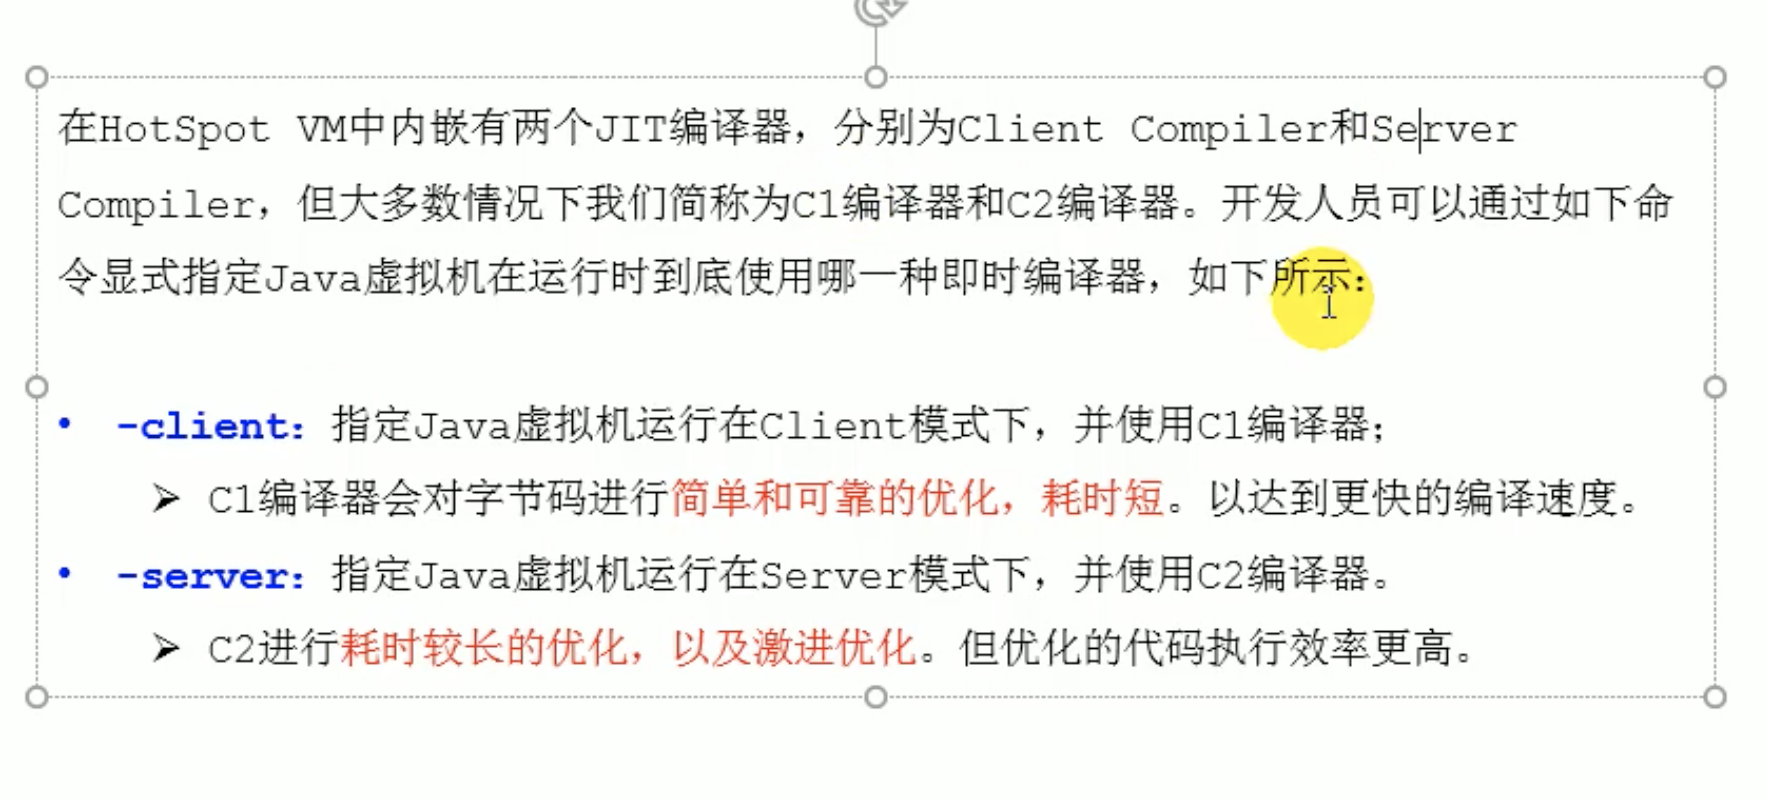 在HotSpot VM中内嵌有两个JIT编译器，分别为Client Compiler和Server
Compiler，但大多数情况下我们简称为C1编译器和C2编译器。开发人员可以通过如下命
令显式指定Java虚拟机在运行时到底使用哪一种即时编译器，如下所示：
• -client：指定Java虚拟机运行在Client模式下，并使用C1编译器；
➢ C1编译器会对字节码进行简单和可靠的优化，耗时短。以达到更快的编译速度。
• -server：指定Java虚拟机运行在Server模式下，并使用C2编译器。
➢ C2进行耗时较长的优化，以及激进优化。但优化的代码执行效率更高。